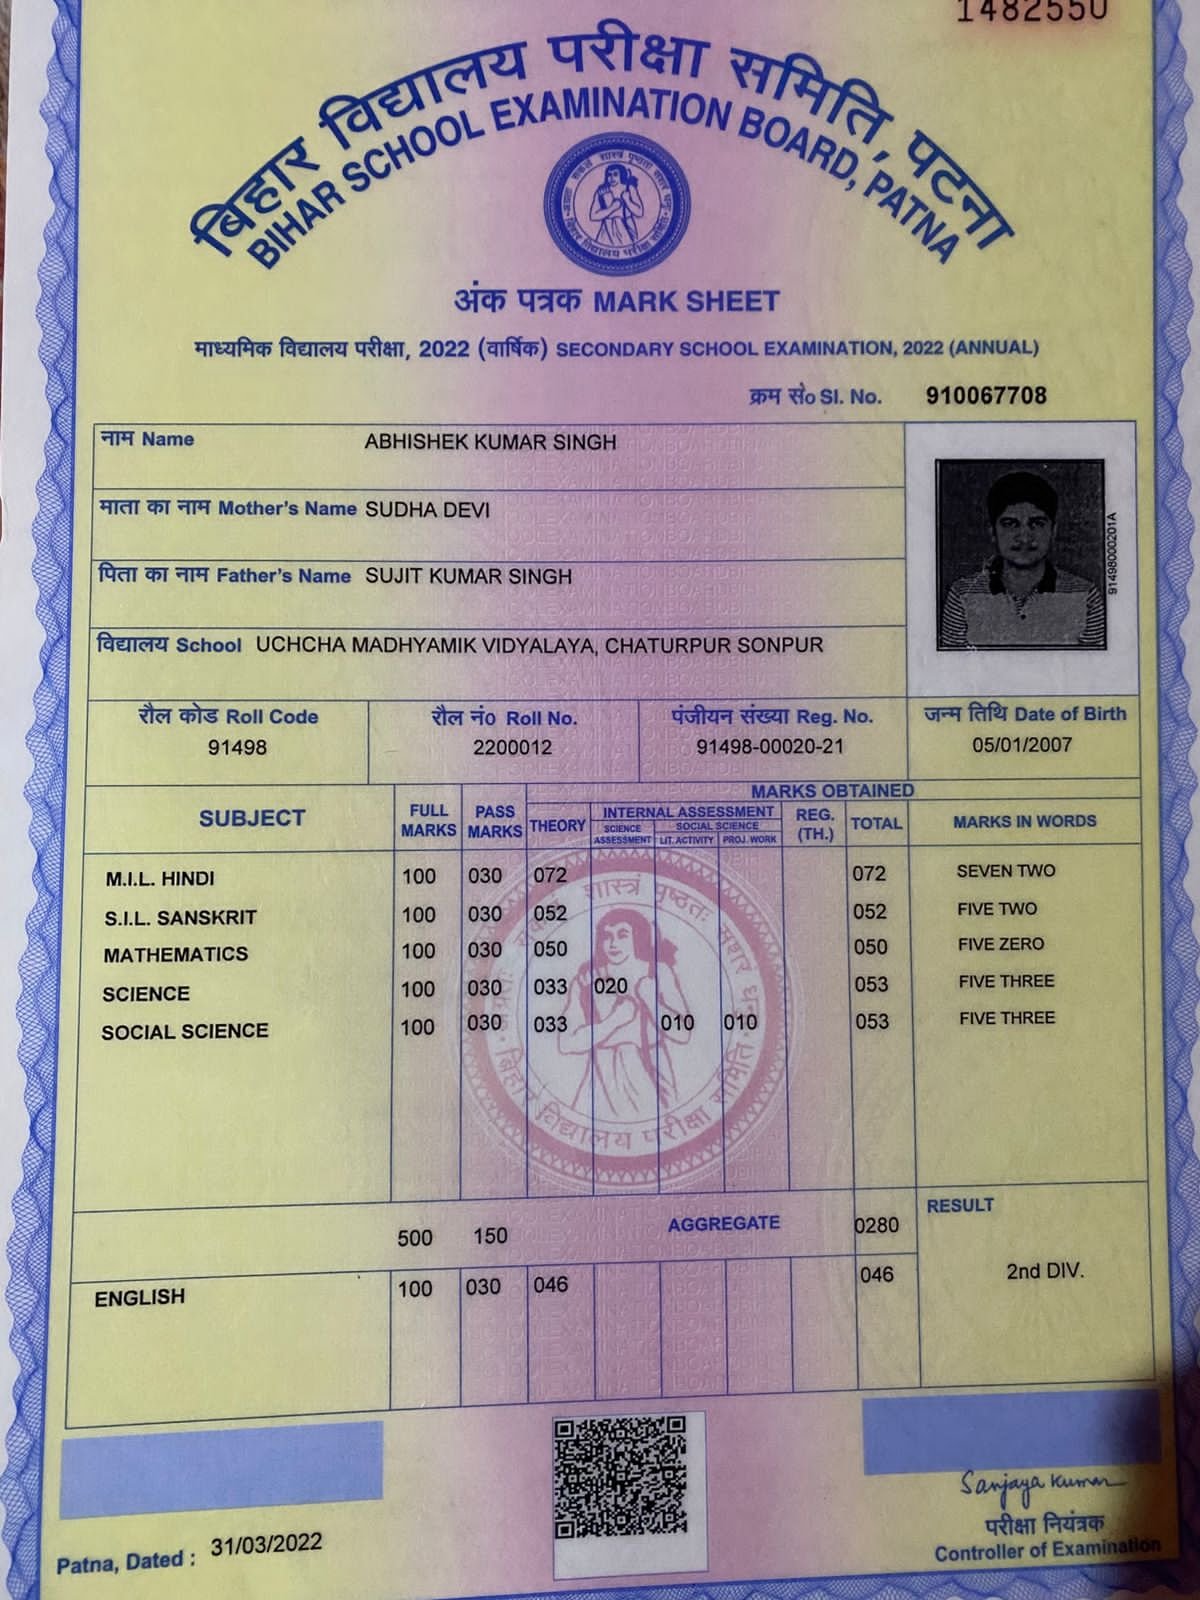 1482550
बिहार विद्यालय परीक्षा समिति, पटना
BIHAR SCHOOL EXAMINATION BOARD, PATNA
अंक पत्रक MARK SHEET
माध्यमिक विद्यालय परीक्षा, 2022 (वार्षिक) SECONDARY SCHOOL EXAMINATION, 2022 (ANNUAL)
क्रम सं० Sl. No. 910067708
नाम Name ABHISHEK KUMAR SINGH
माता का नाम Mother's Name SUDHA DEVI
पिता का नाम Father's Name SUJIT KUMAR SINGH
91498000201A
विद्यालय School UCHCHA MADHYAMIK VIDYALAYA, CHATURPUR SONPUR
रौल कोड Roll Code रौल नं० Roll No. पंजीयन संख्या Reg. No. जन्म तिथि Date of Birth
91498 2200012 91498-00020-21 05/01/2007
MARKS OBTAINED
SUBJECT FULL MARKS PASS MARKS THEORY INTERNAL ASSESSMENT REG. (TH.) TOTAL MARKS IN WORDS
SCIENCE ASSESSMENT SOCIAL SCIENCE
LIT. ACTIVITY PROJ. WORK
M.I.L. HINDI 100 030 072 072 SEVEN TWO
S.I.L. SANSKRIT 100 030 052 052 FIVE TWO
MATHEMATICS 100 030 050 050 FIVE ZERO
SCIENCE 100 030 033 020 053 FIVE THREE
SOCIAL SCIENCE 100 030 033 010 010 053 FIVE THREE
बिहार विद्यालय परीक्षा समिति
500 150 AGGREGATE 0280 RESULT
2nd DIV.
ENGLISH 100 030 046 046
Sanjaya Kumar
परीक्षा नियंत्रक
Controller of Examination
Patna, Dated : 31/03/2022